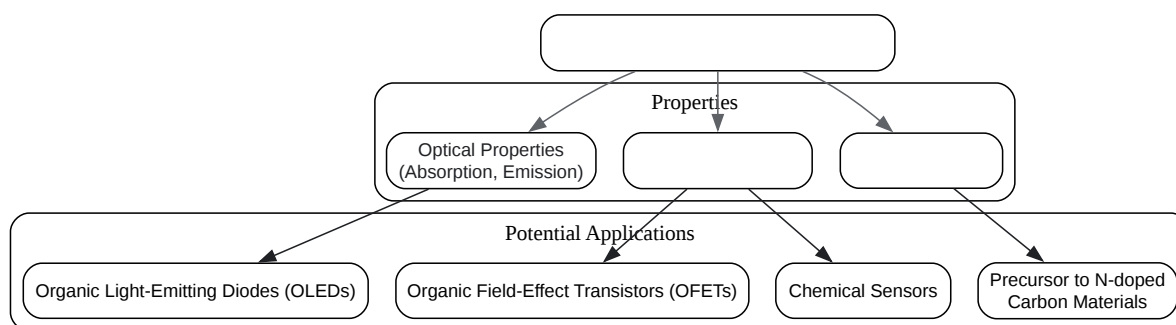 Properties
Optical Properties
(Absorption, Emission)
Potential Applications
Organic Light-Emitting Diodes (OLEDs)
Organic Field-Effect Transistors (OFETs)
Chemical Sensors
Precursor to N-doped
Carbon Materials